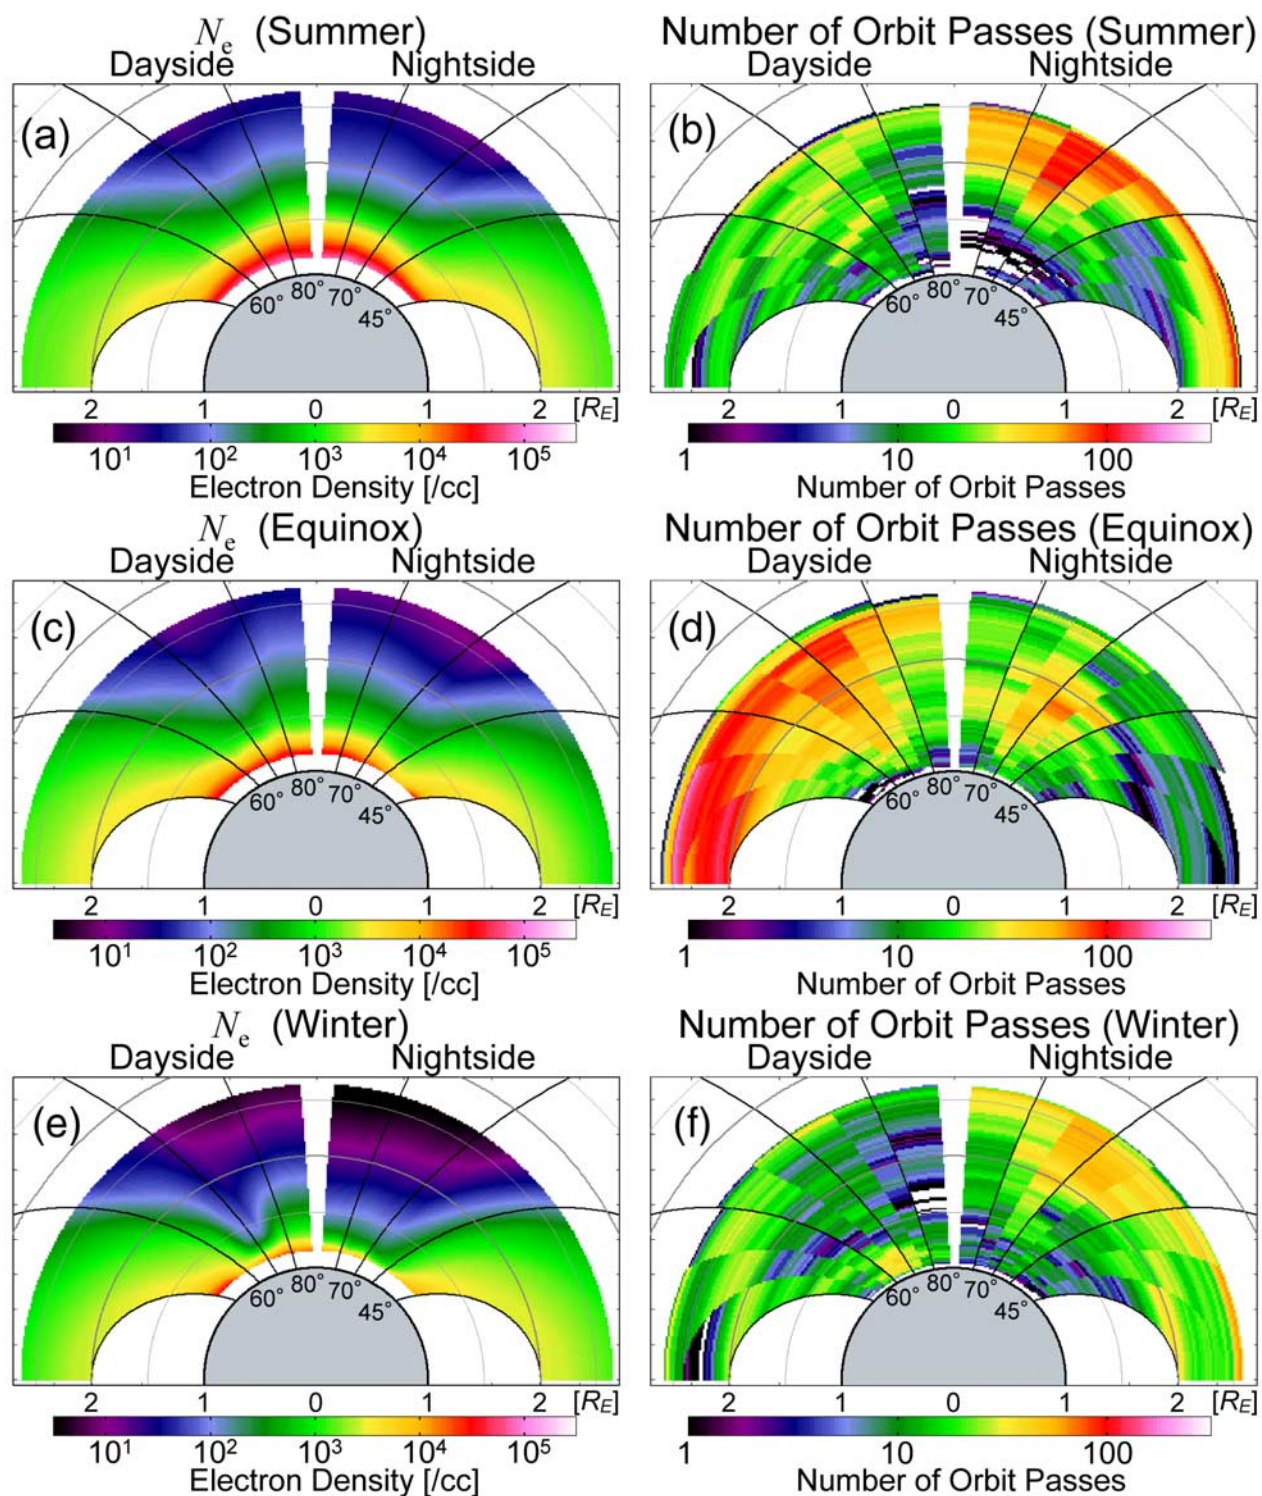 Nₑ (Summer)
Number of Orbit Passes (Summer)
Dayside Nightside
Dayside Nightside
(a)
(b)
60° 80° 70° 45°
60° 80° 70° 45°
2 1 0 1 2 [R_E]
2 1 0 1 2 [R_E]
10¹ 10² 10³ 10⁴ 10⁵
1 10 100
Electron Density [/cc]
Number of Orbit Passes
Nₑ (Equinox)
Number of Orbit Passes (Equinox)
Dayside Nightside
Dayside Nightside
(c)
(d)
60° 80° 70° 45°
60° 80° 70° 45°
2 1 0 1 2 [R_E]
2 1 0 1 2 [R_E]
10¹ 10² 10³ 10⁴ 10⁵
1 10 100
Electron Density [/cc]
Number of Orbit Passes
Nₑ (Winter)
Number of Orbit Passes (Winter)
Dayside Nightside
Dayside Nightside
(e)
(f)
60° 80° 70° 45°
60° 80° 70° 45°
2 1 0 1 2 [R_E]
2 1 0 1 2 [R_E]
10¹ 10² 10³ 10⁴ 10⁵
1 10 100
Electron Density [/cc]
Number of Orbit Passes